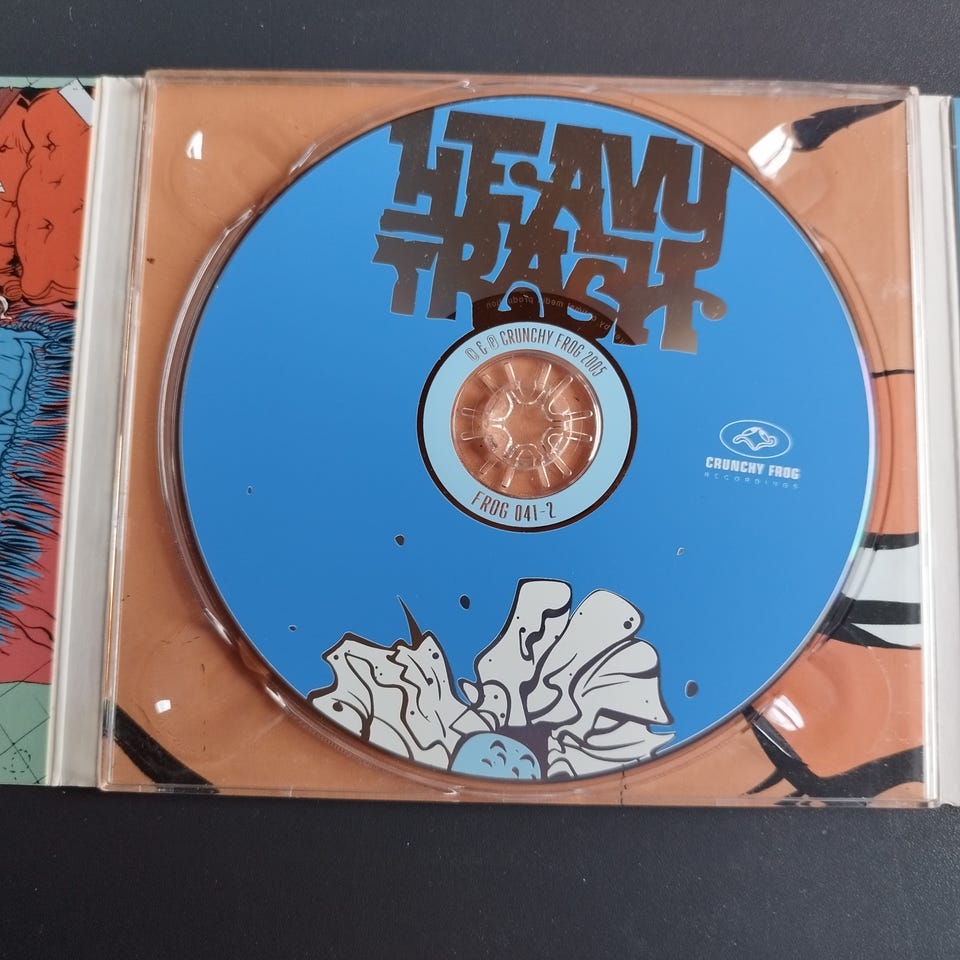 HEAVY
TRASH
© & ℗ CRUNCHY FROG 2005
FROG 041-2
CRUNCHY FROG
RECORDINGS